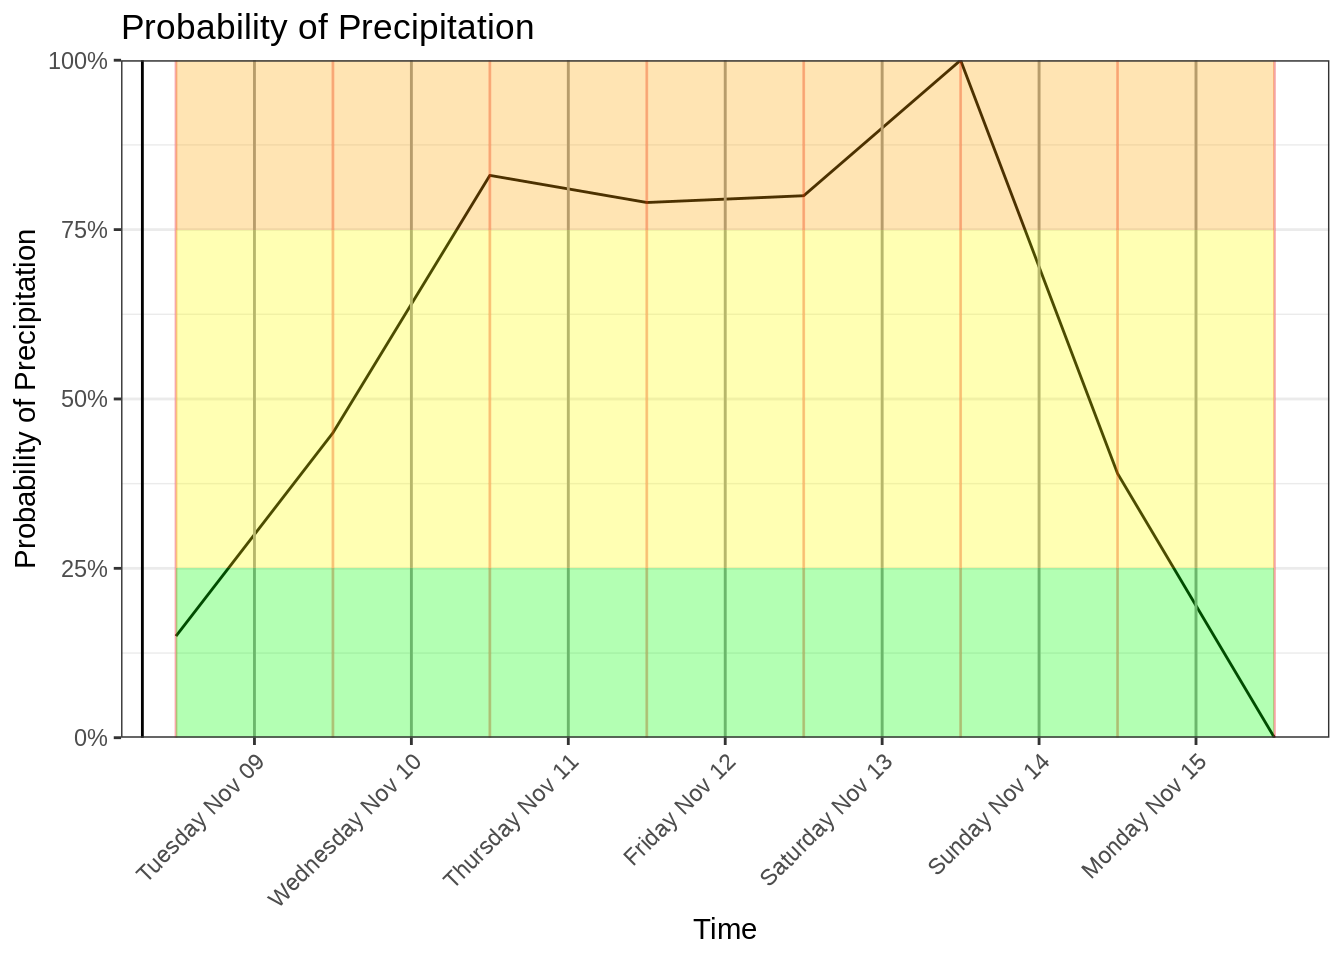 Probability of Precipitation
Probability of Precipitation
100%
75%
50%
25%
0%
Tuesday Nov 09
Wednesday Nov 10
Thursday Nov 11
Friday Nov 12
Saturday Nov 13
Sunday Nov 14
Monday Nov 15
Time